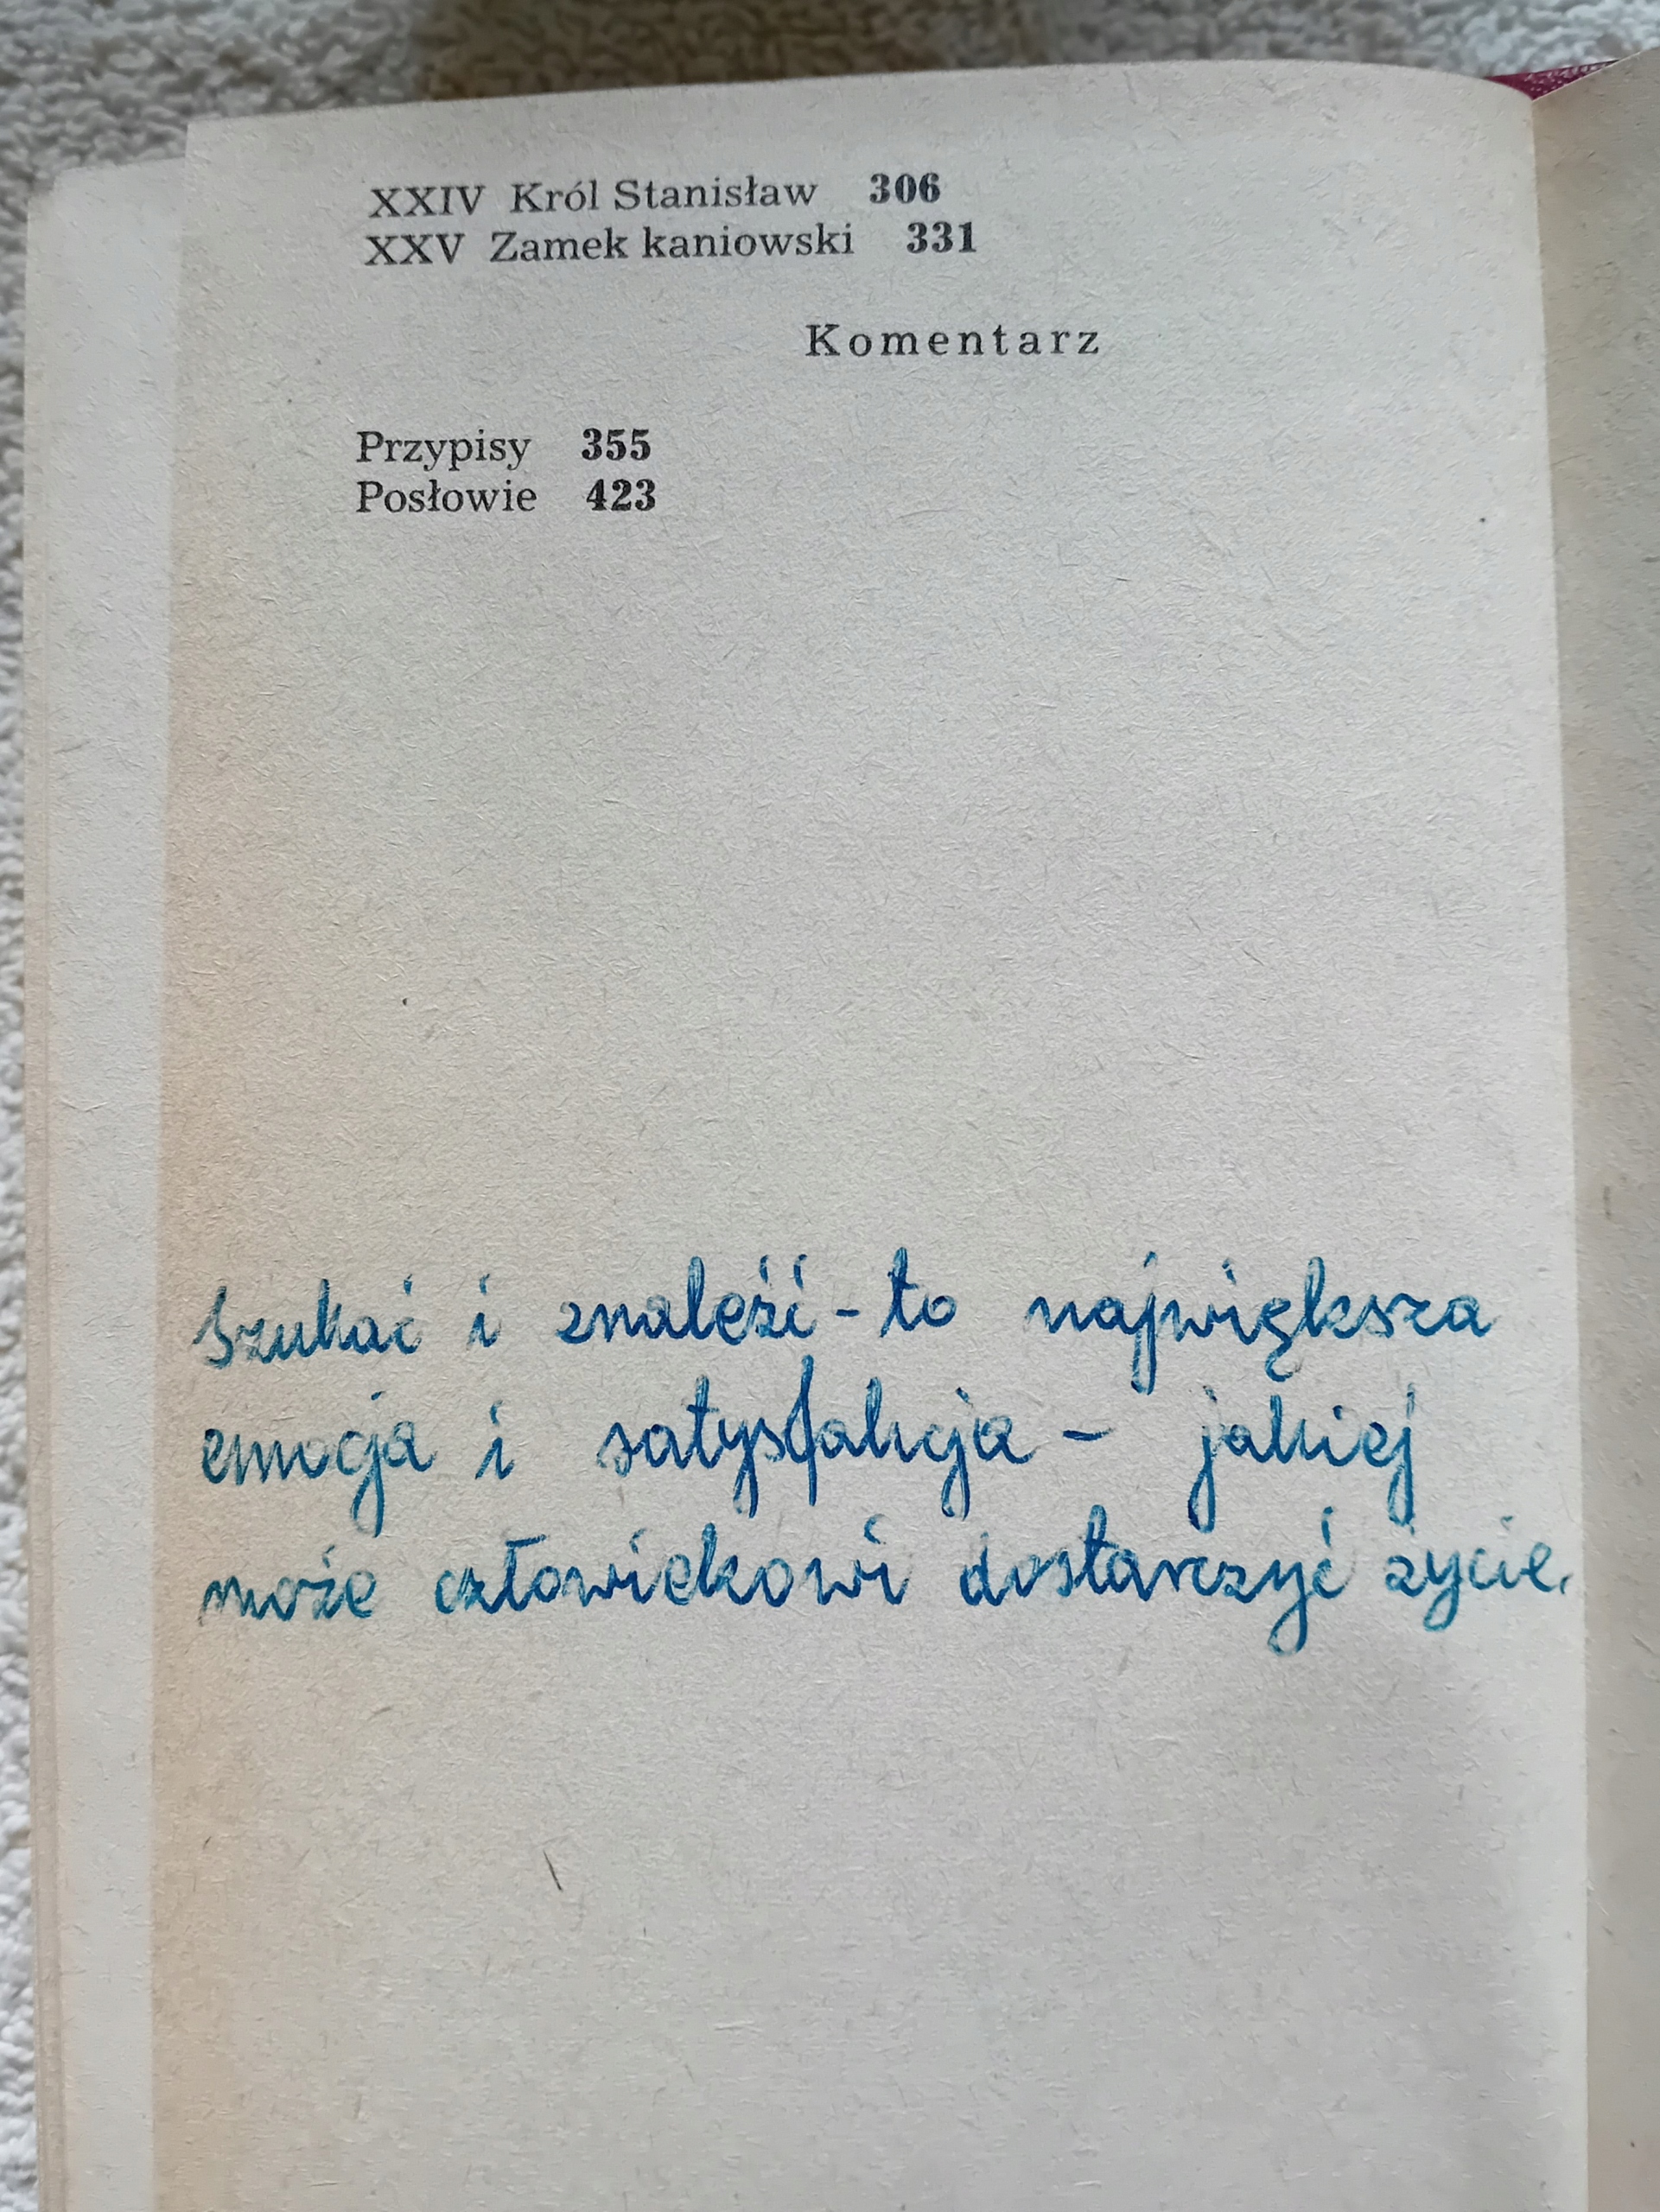 XXIV Król Stanisław 306
XXV Zamek kaniowski 331
Komentarz
Przypisy 355
Posłowie 423
Szukać i znaleźć - to największa
emocja i satysfakcja - jakiej
może człowiekowi dostarczyć życie.